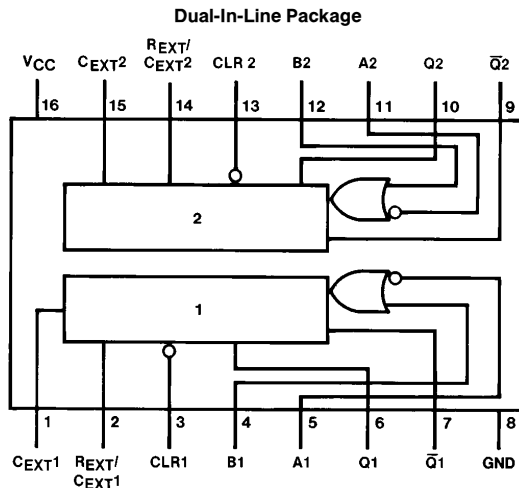 Dual-In-Line Package
VCC CEXT2 REXT/ CEXT2 CLR 2 B2 A2 Q2 Q̅2
16 15 14 13 12 11 10 9
2
1
1 2 3 4 5 6 7 8
CEXT1 REXT/ CEXT1 CLR1 B1 A1 Q1 Q̅1 GND